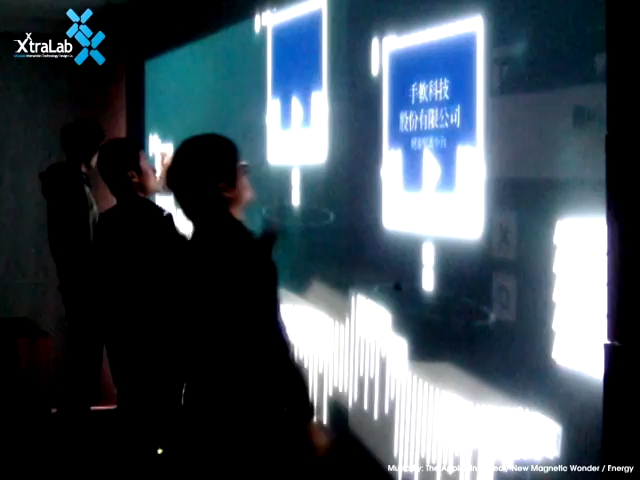 XtraLab
手軟科技
股份有限公司
Music By: The Apples In Stereo / New Magnetic Wonder / Energy